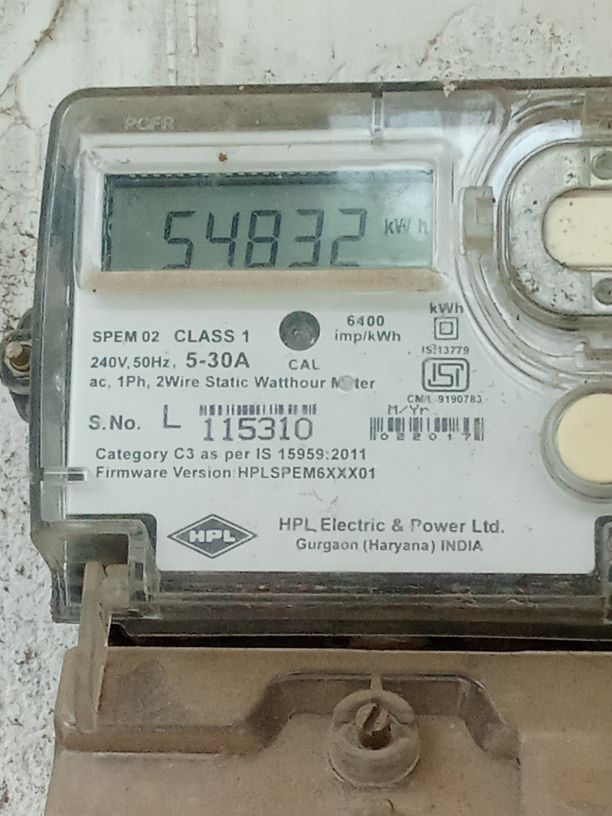 54832 kWh
SPEM 02 CLASS 1
240V, 50Hz, 5-30A
ac, 1Ph, 2Wire Static Watthour Meter
CAL
6400
imp/kWh
kWh
IS:13779
ISI
CM/L 9190783
S.No. L 115310
M/Yr.
022017
Category C3 as per IS 15959:2011
Firmware Version:HPLSPEM6XXX01
HPL
HPL Electric & Power Ltd.
Gurgaon (Haryana) INDIA